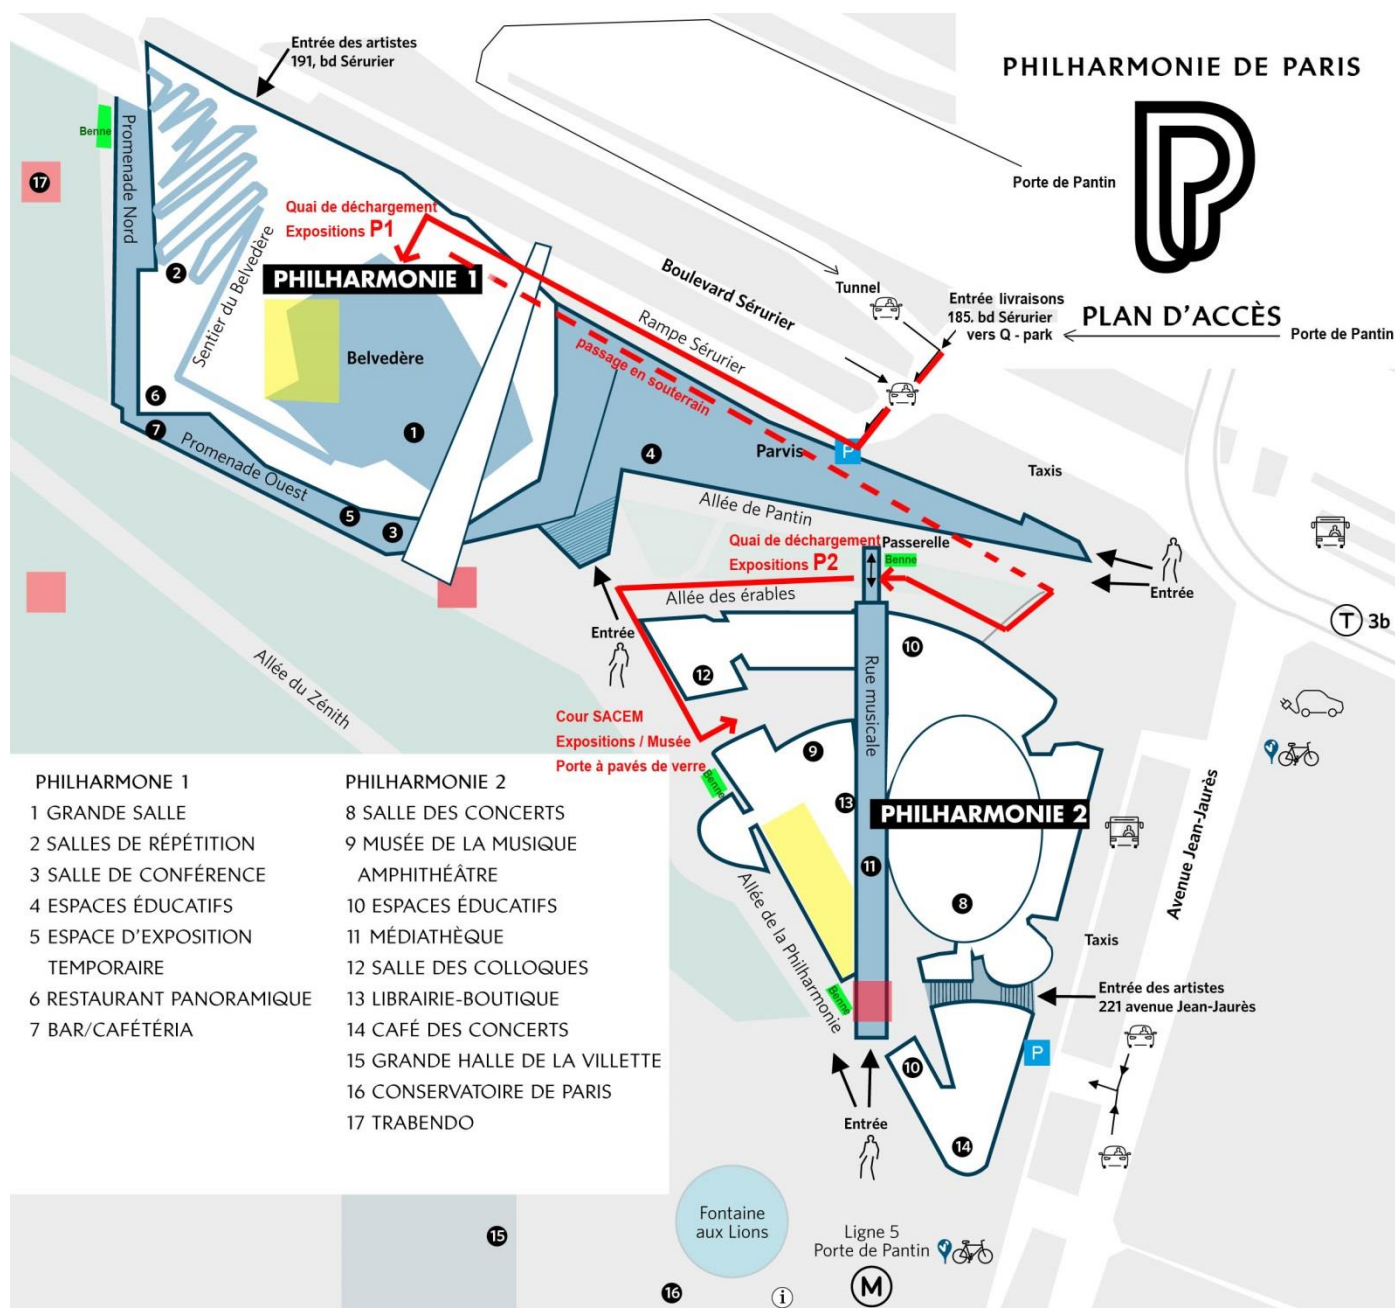 PHILHARMONIE DE PARIS
PLAN D'ACCÈS
Entrée des artistes
191, bd Sérurier
Benne
Promenade Nord
17
2
Sentier du Belvedère
Quai de déchargement
Expositions P1
PHILHARMONIE 1
Belvedère
1
6
7
Promenade Ouest
5
3
Boulevard Sérurier
Rampe Sérurier
passage en souterrain
Porte de Pantin
Tunnel
Entrée livraisons
185. bd Sérurier
vers Q - park
Porte de Pantin
4
Parvis
P
Taxis
Allée de Pantin
Quai de déchargement
Expositions P2
Passerelle
Benne
Entrée
T 3b
Allée des érables
Entrée
Allée du Zénith
12
10
Rue musicale
Cour SACEM
Expositions / Musée
Porte à pavés de verre
Benne
9
13
PHILHARMONIE 2
11
8
Allée de la Philharmonie
Benne
Avenue Jean-Jaurès
Taxis
Entrée des artistes
221 avenue Jean-Jaurès
P
10
14
Entrée
PHILHARMONE 1
1 GRANDE SALLE
2 SALLES DE RÉPÉTITION
3 SALLE DE CONFÉRENCE
4 ESPACES ÉDUCATIFS
5 ESPACE D'EXPOSITION
TEMPORAIRE
6 RESTAURANT PANORAMIQUE
7 BAR/CAFÉTÉRIA
PHILHARMONIE 2
8 SALLE DES CONCERTS
9 MUSÉE DE LA MUSIQUE
AMPHITHÉÂTRE
10 ESPACES ÉDUCATIFS
11 MÉDIATHÈQUE
12 SALLE DES COLLOQUES
13 LIBRAIRIE-BOUTIQUE
14 CAFÉ DES CONCERTS
15 GRANDE HALLE DE LA VILLETTE
16 CONSERVATOIRE DE PARIS
17 TRABENDO
15
Fontaine
aux Lions
Ligne 5
Porte de Pantin
M
16
i